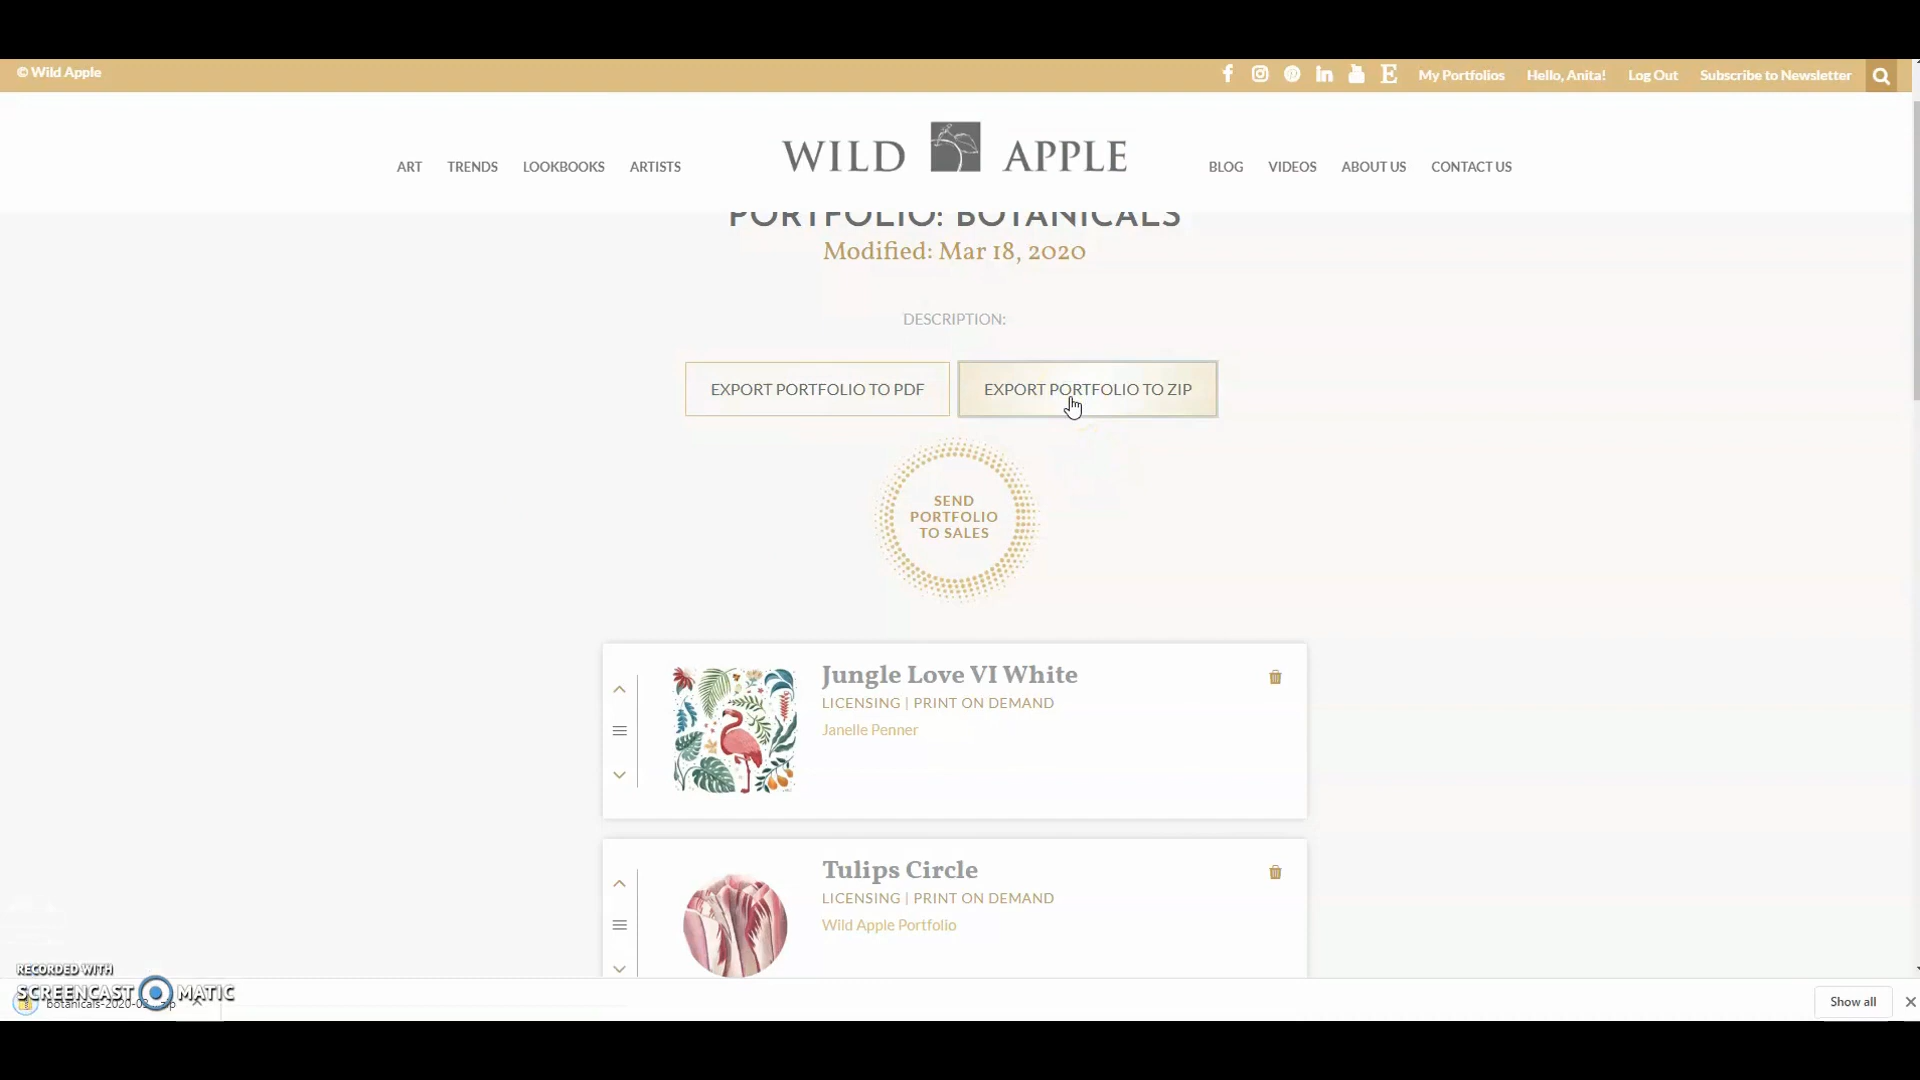 © Wild Apple
My Portfolios Hello, Anita! Log Out Subscribe to Newsletter
ART TRENDS LOOKBOOKS ARTISTS WILD APPLE BLOG VIDEOS ABOUT US CONTACT US
PORTFOLIO: BOTANICALS
Modified: Mar 18, 2020
DESCRIPTION:
EXPORT PORTFOLIO TO PDF EXPORT PORTFOLIO TO ZIP
SEND
PORTFOLIO
TO SALES
Jungle Love VI White
LICENSING | PRINT ON DEMAND
Janelle Penner
Tulips Circle
LICENSING | PRINT ON DEMAND
Wild Apple Portfolio
RECORDED WITH
SCREENCAST MATIC
Show all